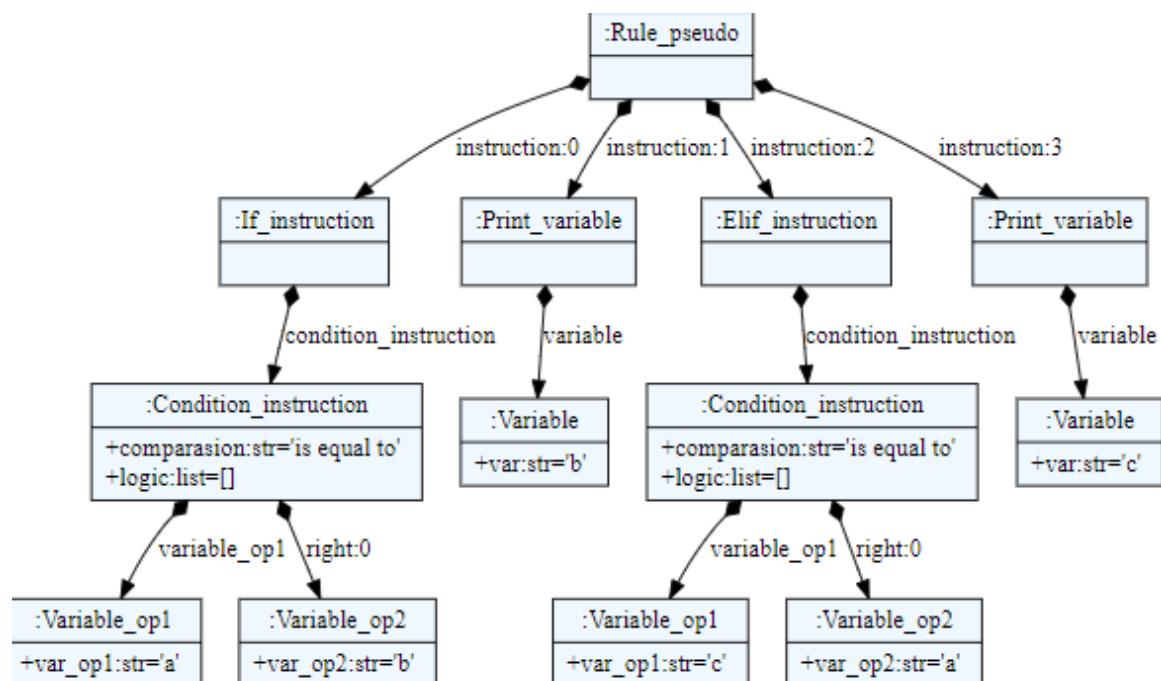 :Rule_pseudo
instruction:0
instruction:1
instruction:2
instruction:3
:If_instruction
:Print_variable
:Elif_instruction
:Print_variable
condition_instruction
variable
condition_instruction
variable
:Condition_instruction
+comparasion:str='is equal to'
+logic:list=[]
:Variable
+var:str='b'
:Condition_instruction
+comparasion:str='is equal to'
+logic:list=[]
:Variable
+var:str='c'
variable_op1
right:0
variable_op1
right:0
:Variable_op1
+var_op1:str='a'
:Variable_op2
+var_op2:str='b'
:Variable_op1
+var_op1:str='c'
:Variable_op2
+var_op2:str='a'